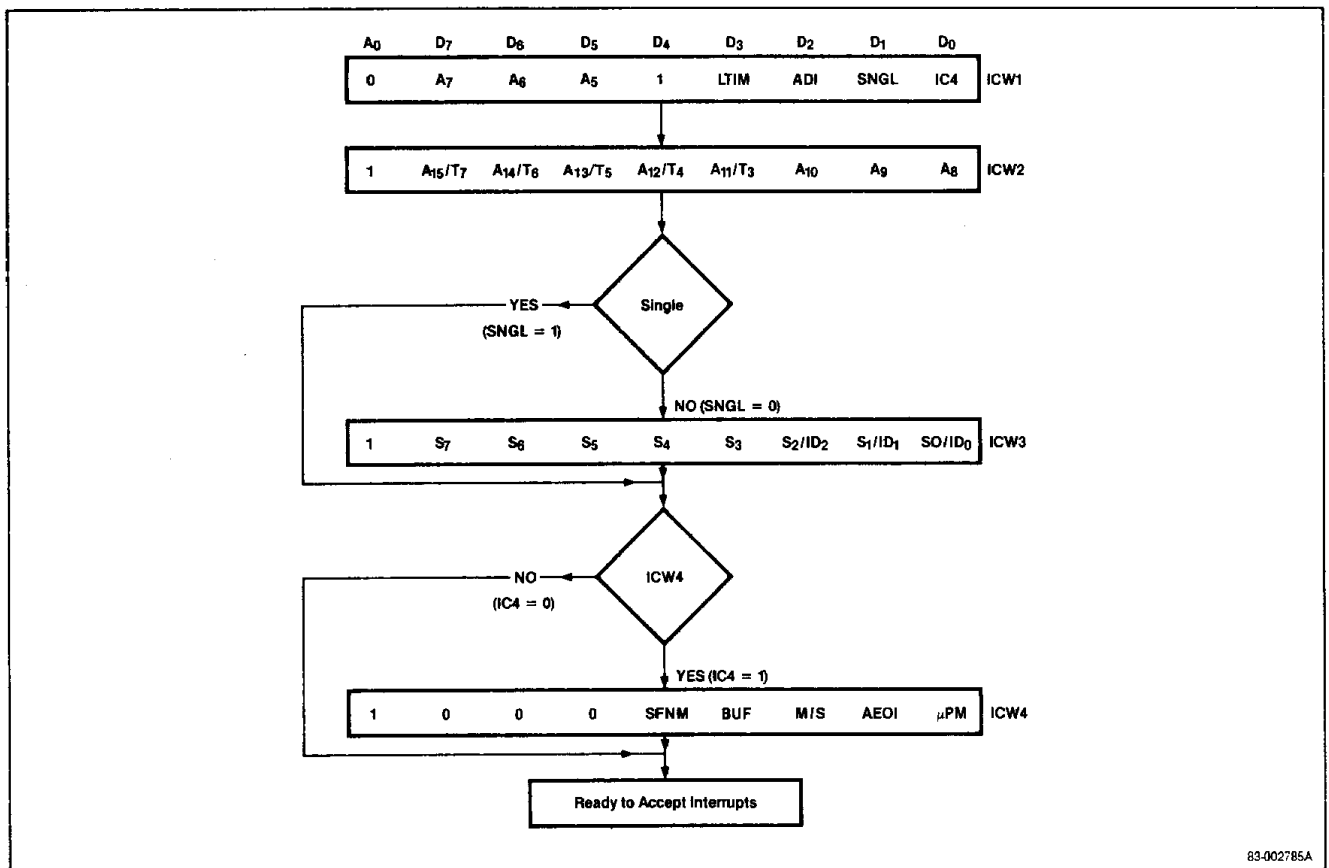 A0 D7 D6 D5 D4 D3 D2 D1 D0
0 A7 A6 A5 1 LTIM ADI SNGL IC4 ICW1
1 A15/T7 A14/T6 A13/T5 A12/T4 A11/T3 A10 A9 A8 ICW2
Single
YES
(SNGL = 1)
NO (SNGL = 0)
1 S7 S6 S5 S4 S3 S2/ID2 S1/ID1 SO/ID0 ICW3
ICW4
NO
(IC4 = 0)
YES (IC4 = 1)
1 0 0 0 SFNM BUF M/S AEOI μPM ICW4
Ready to Accept Interrupts
83-002785A